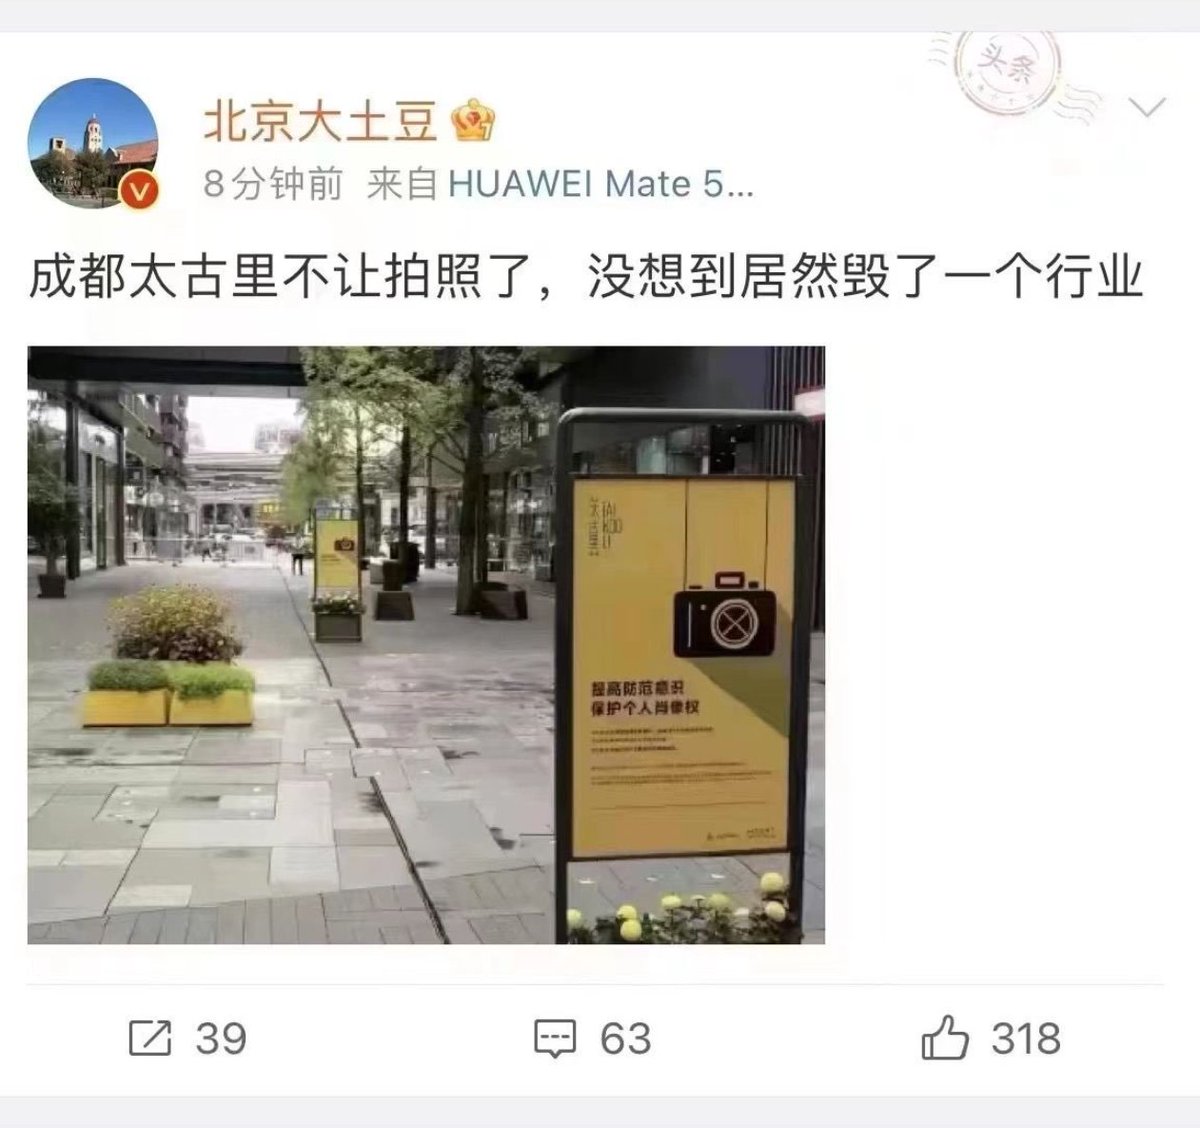 头条
北京大土豆
8分钟前 来自 HUAWEI Mate 5...
成都太古里不让拍照了，没想到居然毁了一个行业
太古里
TAI
KOO
LI
提高防范意识
保护个人肖像权
39
63
318